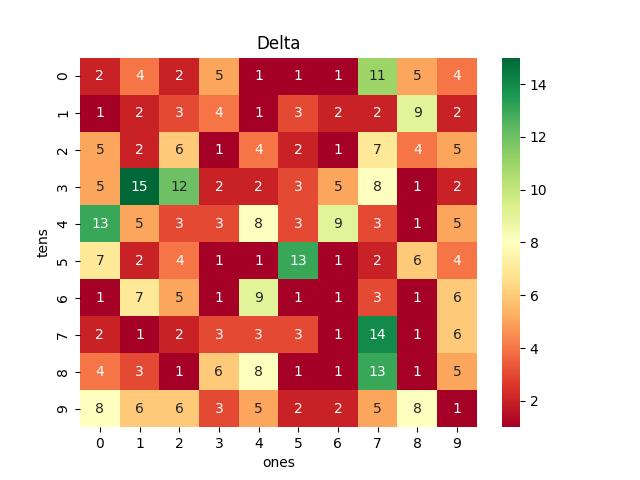 Delta
tens
0 2 4 2 5 1 1 1 11 5 4
1 1 2 3 4 1 3 2 2 9 2
2 5 2 6 1 4 2 1 7 4 5
3 5 15 12 2 2 3 5 8 1 2
4 13 5 3 3 8 3 9 3 1 5
5 7 2 4 1 1 13 1 2 6 4
6 1 7 5 1 9 1 1 3 1 6
7 2 1 2 3 3 3 1 14 1 6
8 4 3 1 6 8 1 1 13 1 5
9 8 6 6 3 5 2 2 5 8 1
0 1 2 3 4 5 6 7 8 9
ones
14
12
10
8
6
4
2